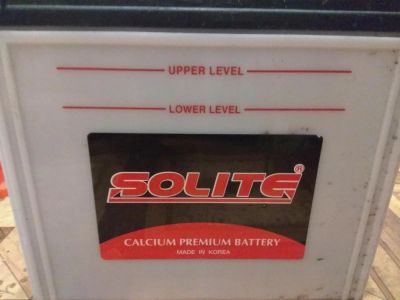 UPPER LEVEL
LOWER LEVEL
SOLITE®
CALCIUM PREMIUM BATTERY
MADE IN KOREA